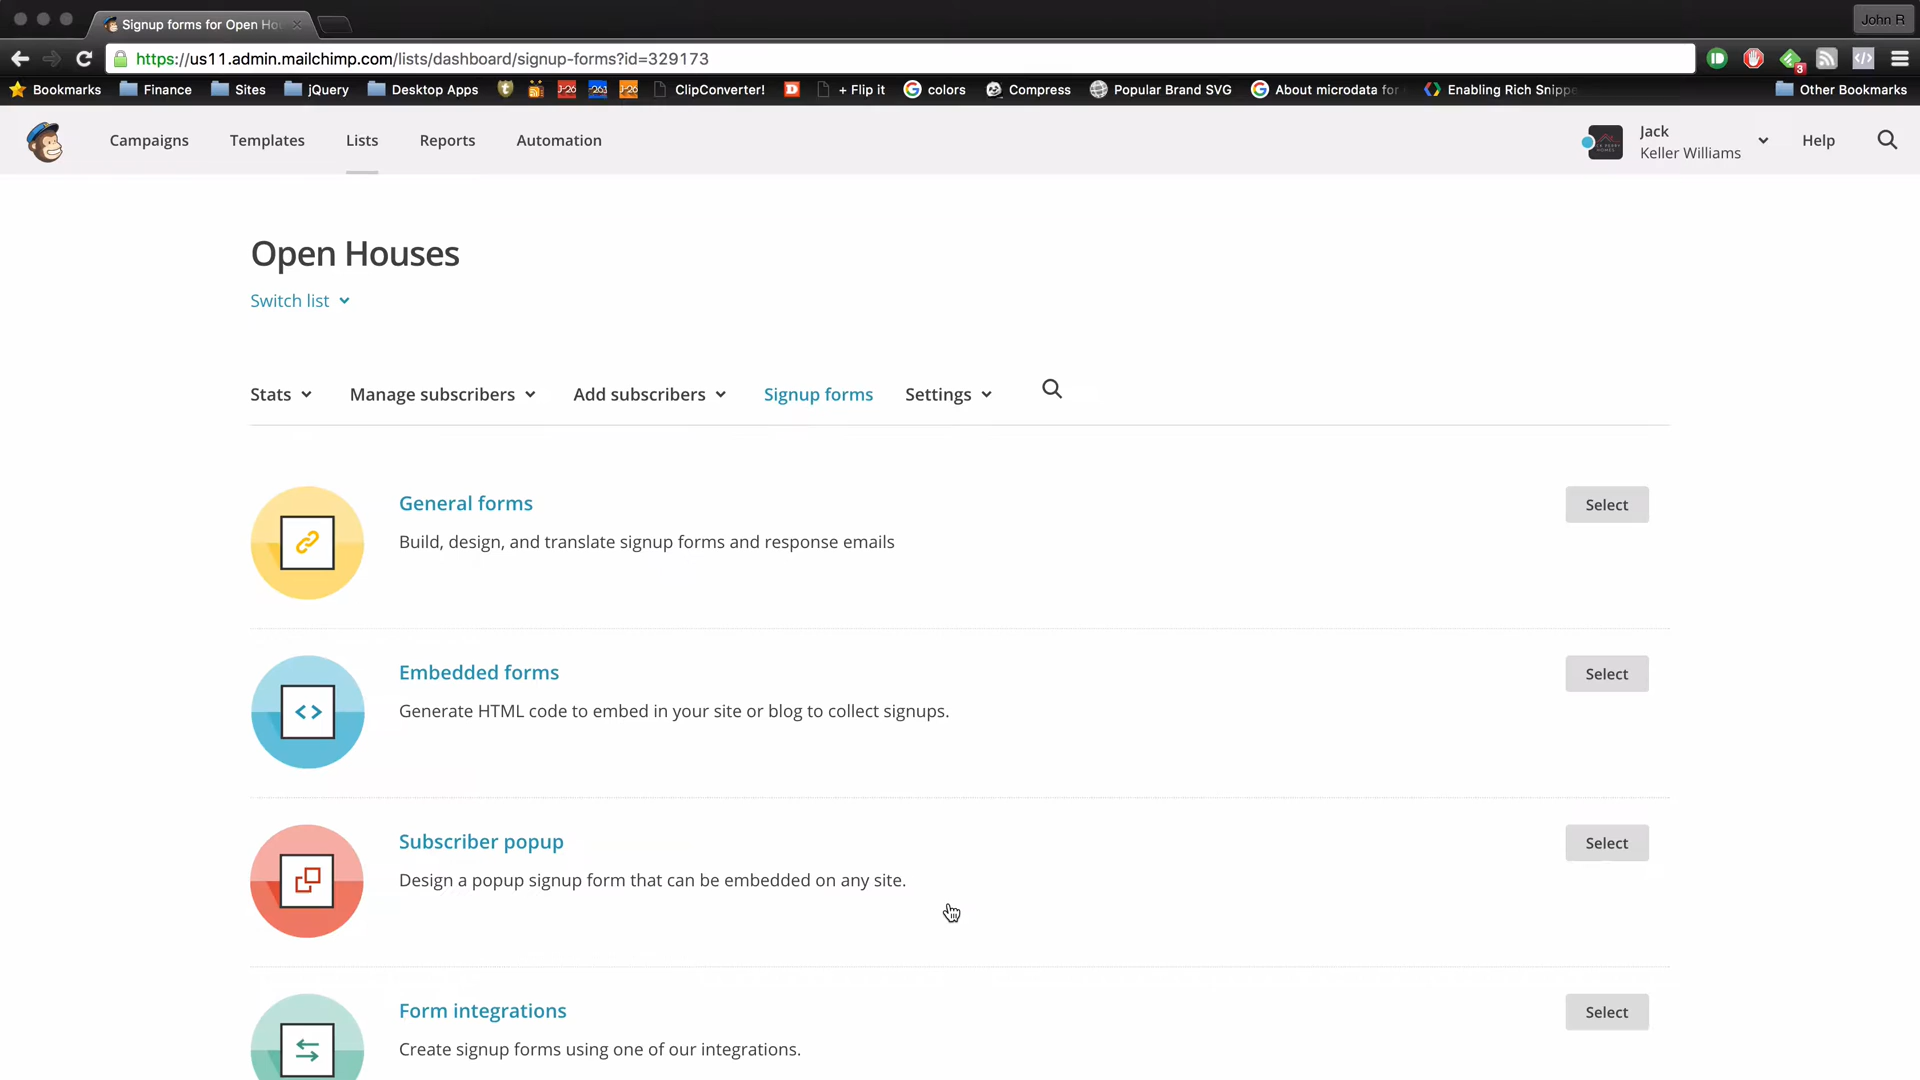 Signup forms for Open Ho
John R
https://us11.admin.mailchimp.com/lists/dashboard/signup-forms?id=329173
3
Bookmarks Finance Sites jQuery Desktop Apps J-26 J-263 J-26 ClipConverter! D + Flip it colors Compress Popular Brand SVG About microdata for Enabling Rich Snippe Other Bookmarks
Campaigns Templates Lists Reports Automation
Jack
Keller Williams
Help
Open Houses
Switch list
Stats Manage subscribers Add subscribers Signup forms Settings
General forms
Select
Build, design, and translate signup forms and response emails
Embedded forms
Select
Generate HTML code to embed in your site or blog to collect signups.
Subscriber popup
Select
Design a popup signup form that can be embedded on any site.
Form integrations
Select
Create signup forms using one of our integrations.